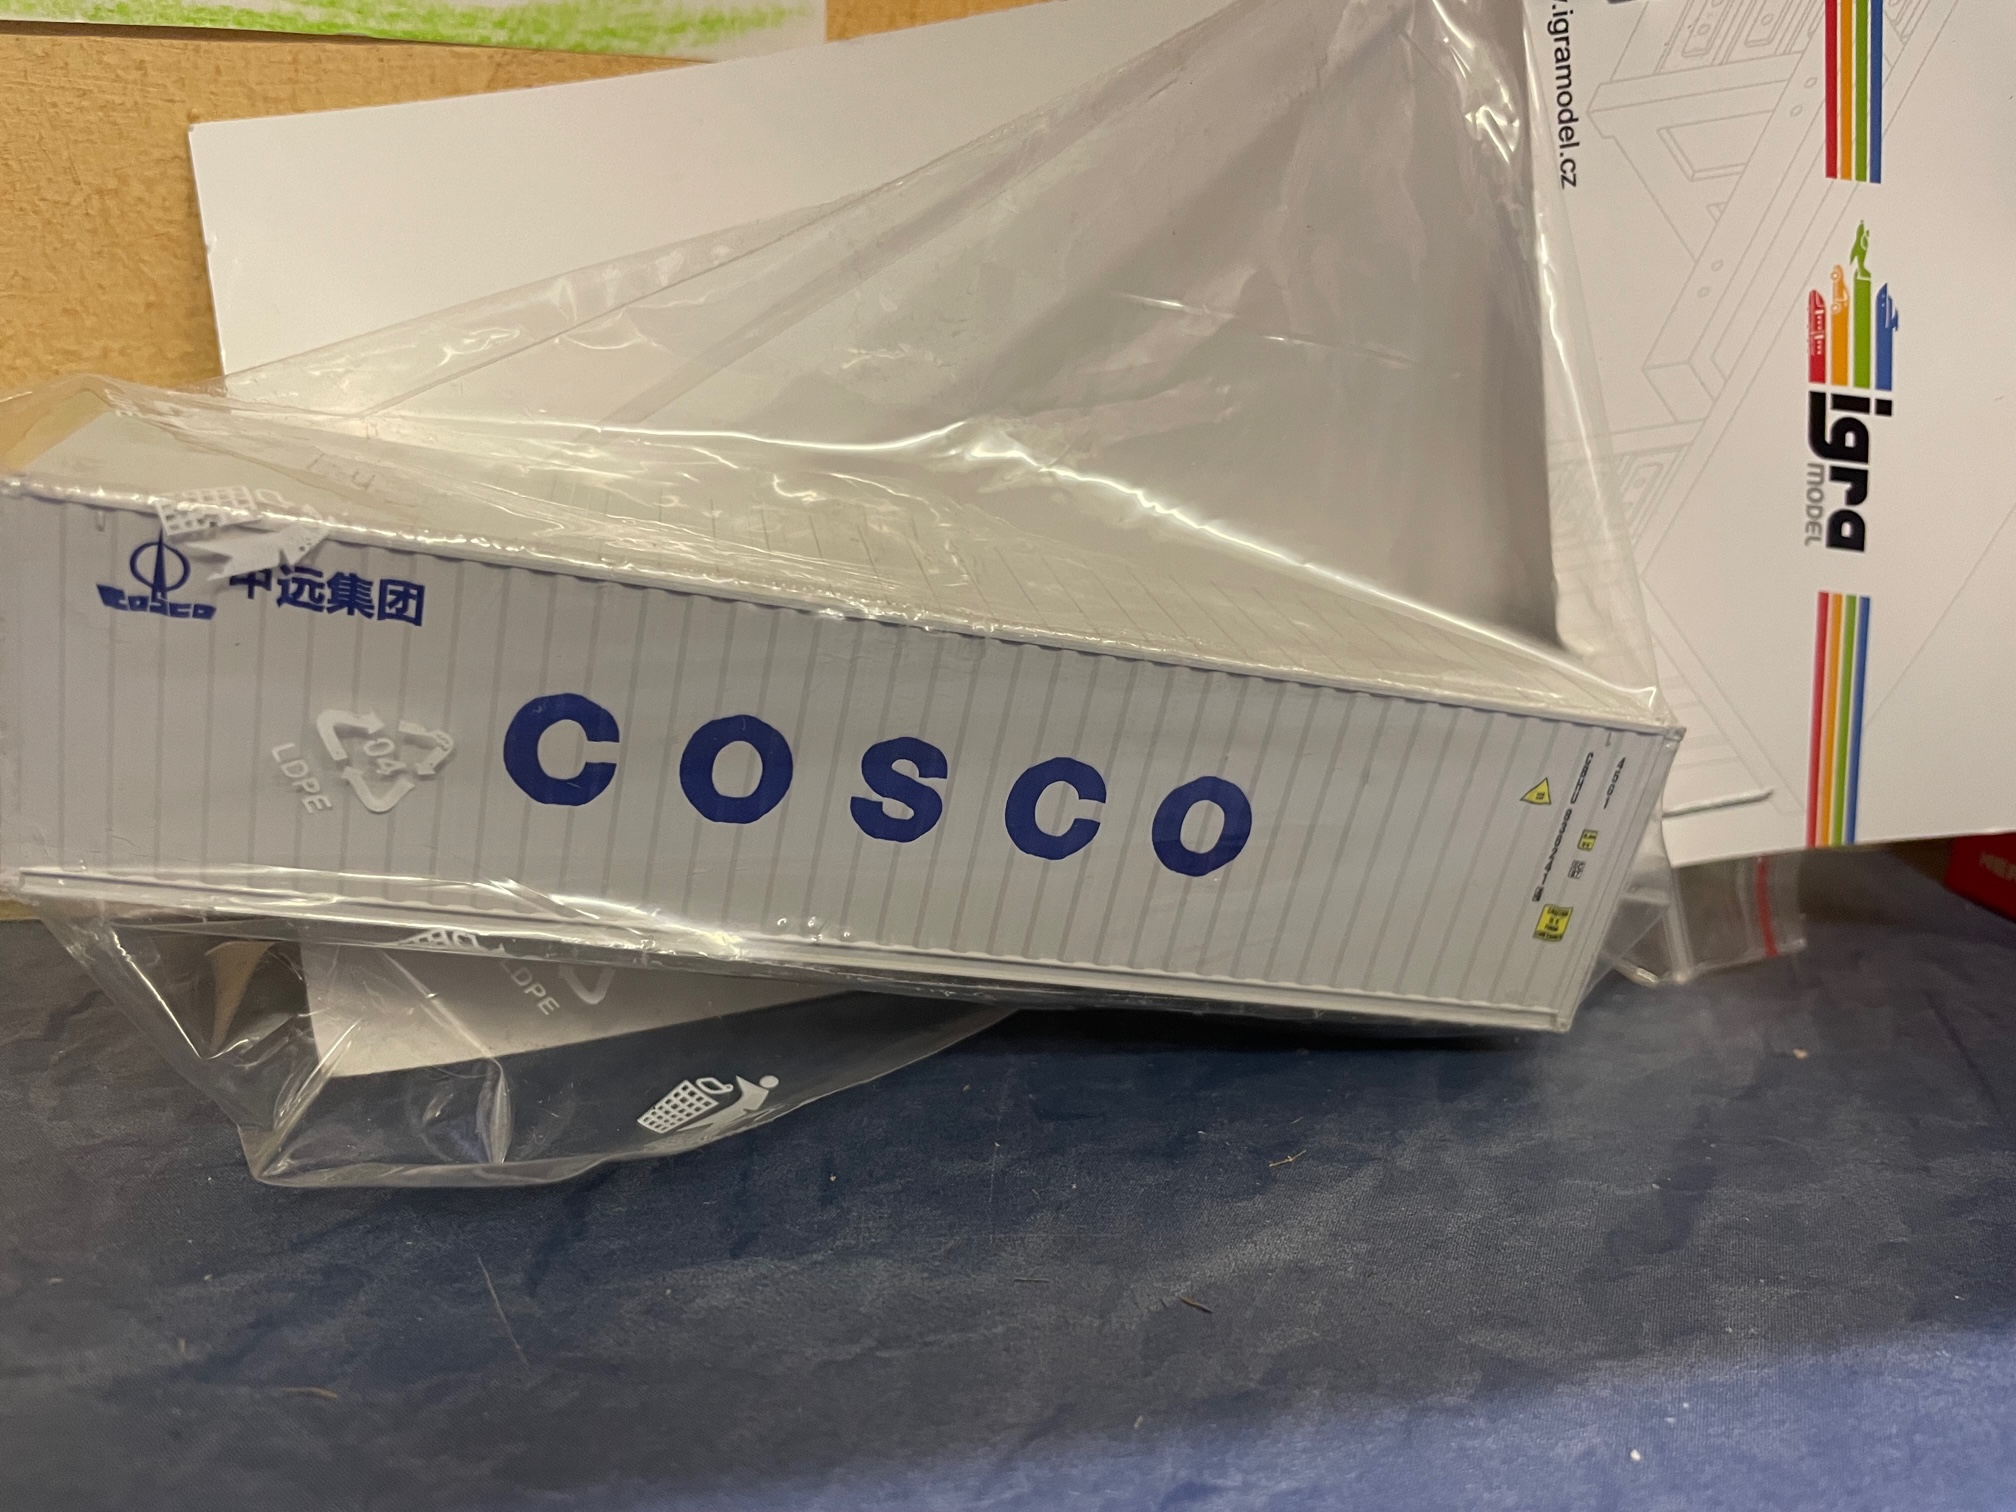 .igramodel.cz
igra
MODEL
COSCO
中远集团
COSCO
04
LDPE
LDPE